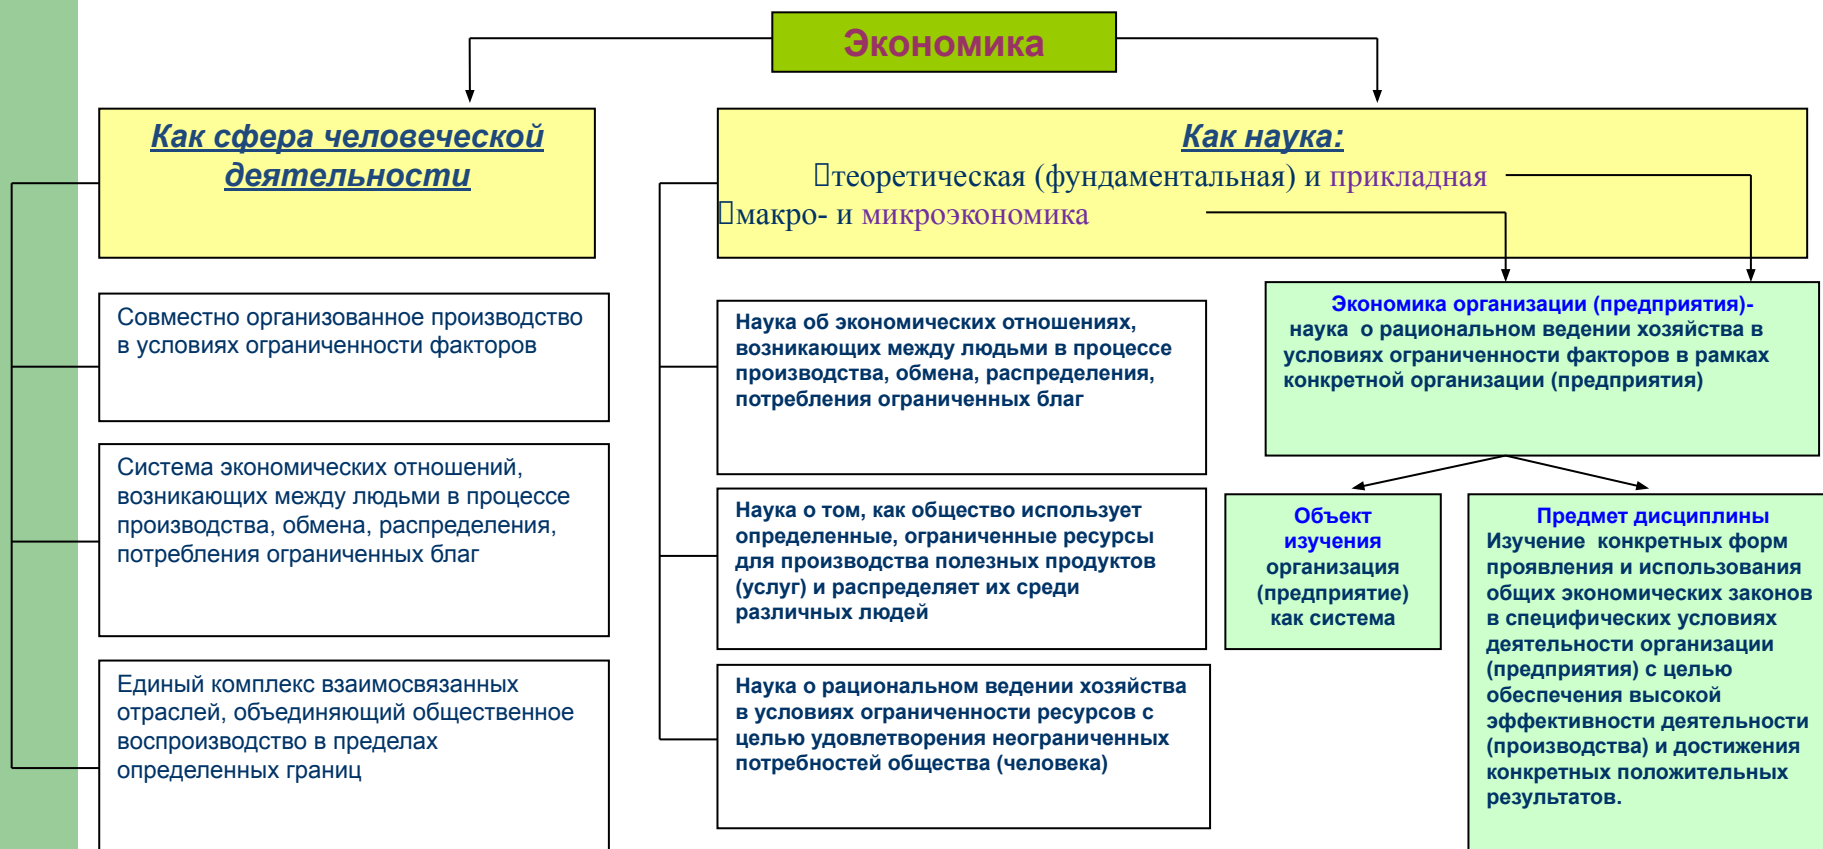 Экономика
Как сфера человеческой
деятельности
Как наука:
теоретическая (фундаментальная) и прикладная
макро- и микроэкономика
Совместно организованное производство
в условиях ограниченности факторов
Система экономических отношений,
возникающих между людьми в процессе
производства, обмена, распределения,
потребления ограниченных благ
Единый комплекс взаимосвязанных
отраслей, объединяющий общественное
воспроизводство в пределах
определенных границ
Наука об экономических отношениях,
возникающих между людьми в процессе
производства, обмена, распределения,
потребления ограниченных благ
Наука о том, как общество использует
определенные, ограниченные ресурсы
для производства полезных продуктов
(услуг) и распределяет их среди
различных людей
Наука о рациональном ведении хозяйства
в условиях ограниченности ресурсов с
целью удовлетворения неограниченных
потребностей общества (человека)
Экономика организации (предприятия)-
наука о рациональном ведении хозяйства в
условиях ограниченности факторов в рамках
конкретной организации (предприятия)
Объект
изучения
организация
(предприятие)
как система
Предмет дисциплины
Изучение конкретных форм
проявления и использования
общих экономических законов
в специфических условиях
деятельности организации
(предприятия) с целью
обеспечения высокой
эффективности деятельности
(производства) и достижения
конкретных положительных
результатов.